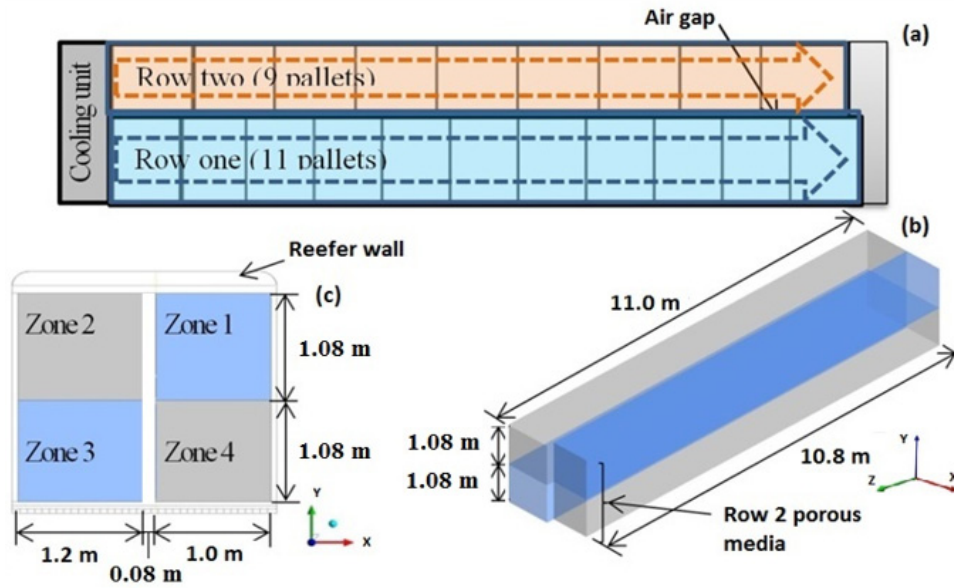 Air gap
(a)
Cooling unit
Row two (9 pallets)
Row one (11 pallets)
Reefer wall
(b)
(c)
Zone 2
Zone 1
11.0 m
1.08 m
Zone 3
Zone 4
1.08 m
1.08 m
1.08 m
10.8 m
Y
Z
X
Y
X
Row 2 porous
media
1.2 m
1.0 m
0.08 m